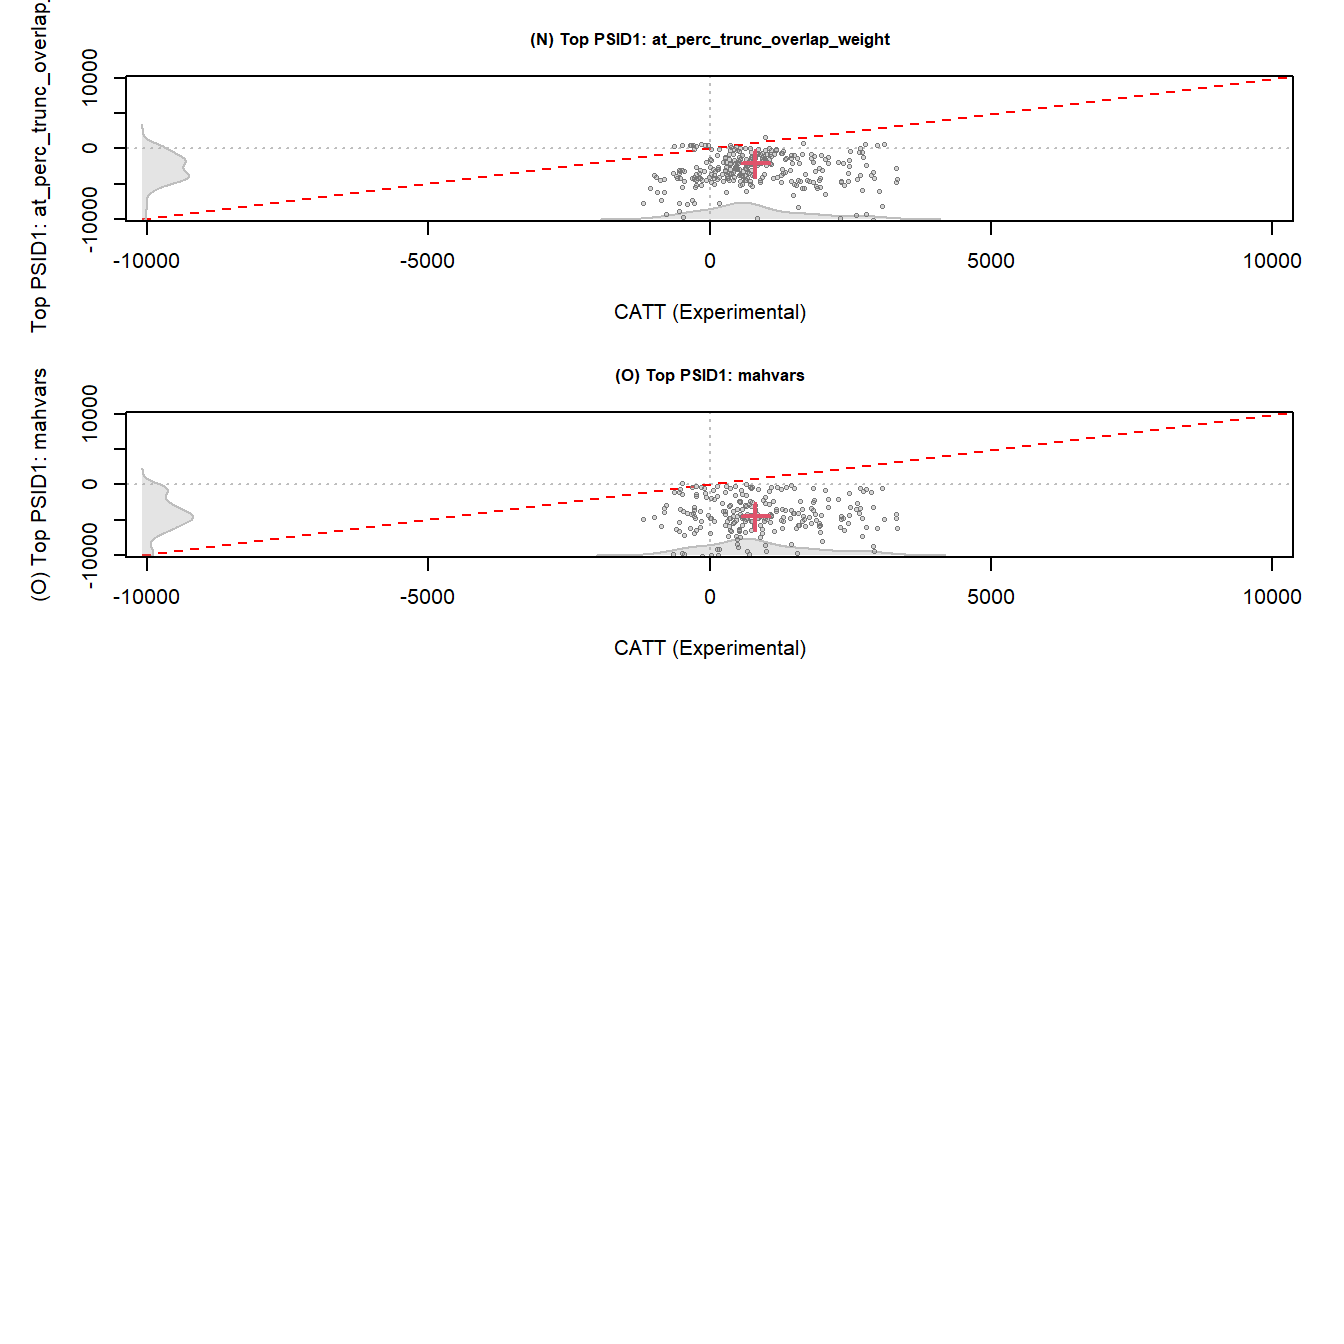 (N) Top PSID1: at_perc_trunc_overlap_weight
Top PSID1: at_perc_trunc_overlap_
10000
0
-10000
-10000 -5000 0 5000 10000
CATT (Experimental)
(O) Top PSID1: mahvars
(O) Top PSID1: mahvars
10000
0
-10000
-10000 -5000 0 5000 10000
CATT (Experimental)